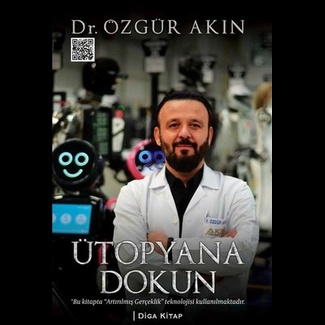 Dr. ÖZGÜR AKIN
ÜTOPYANA
DOKUN
"Bu kitapta "Artırılmış Gerçeklik" teknolojisi kullanılmaktadır.
DİGA KİTAP